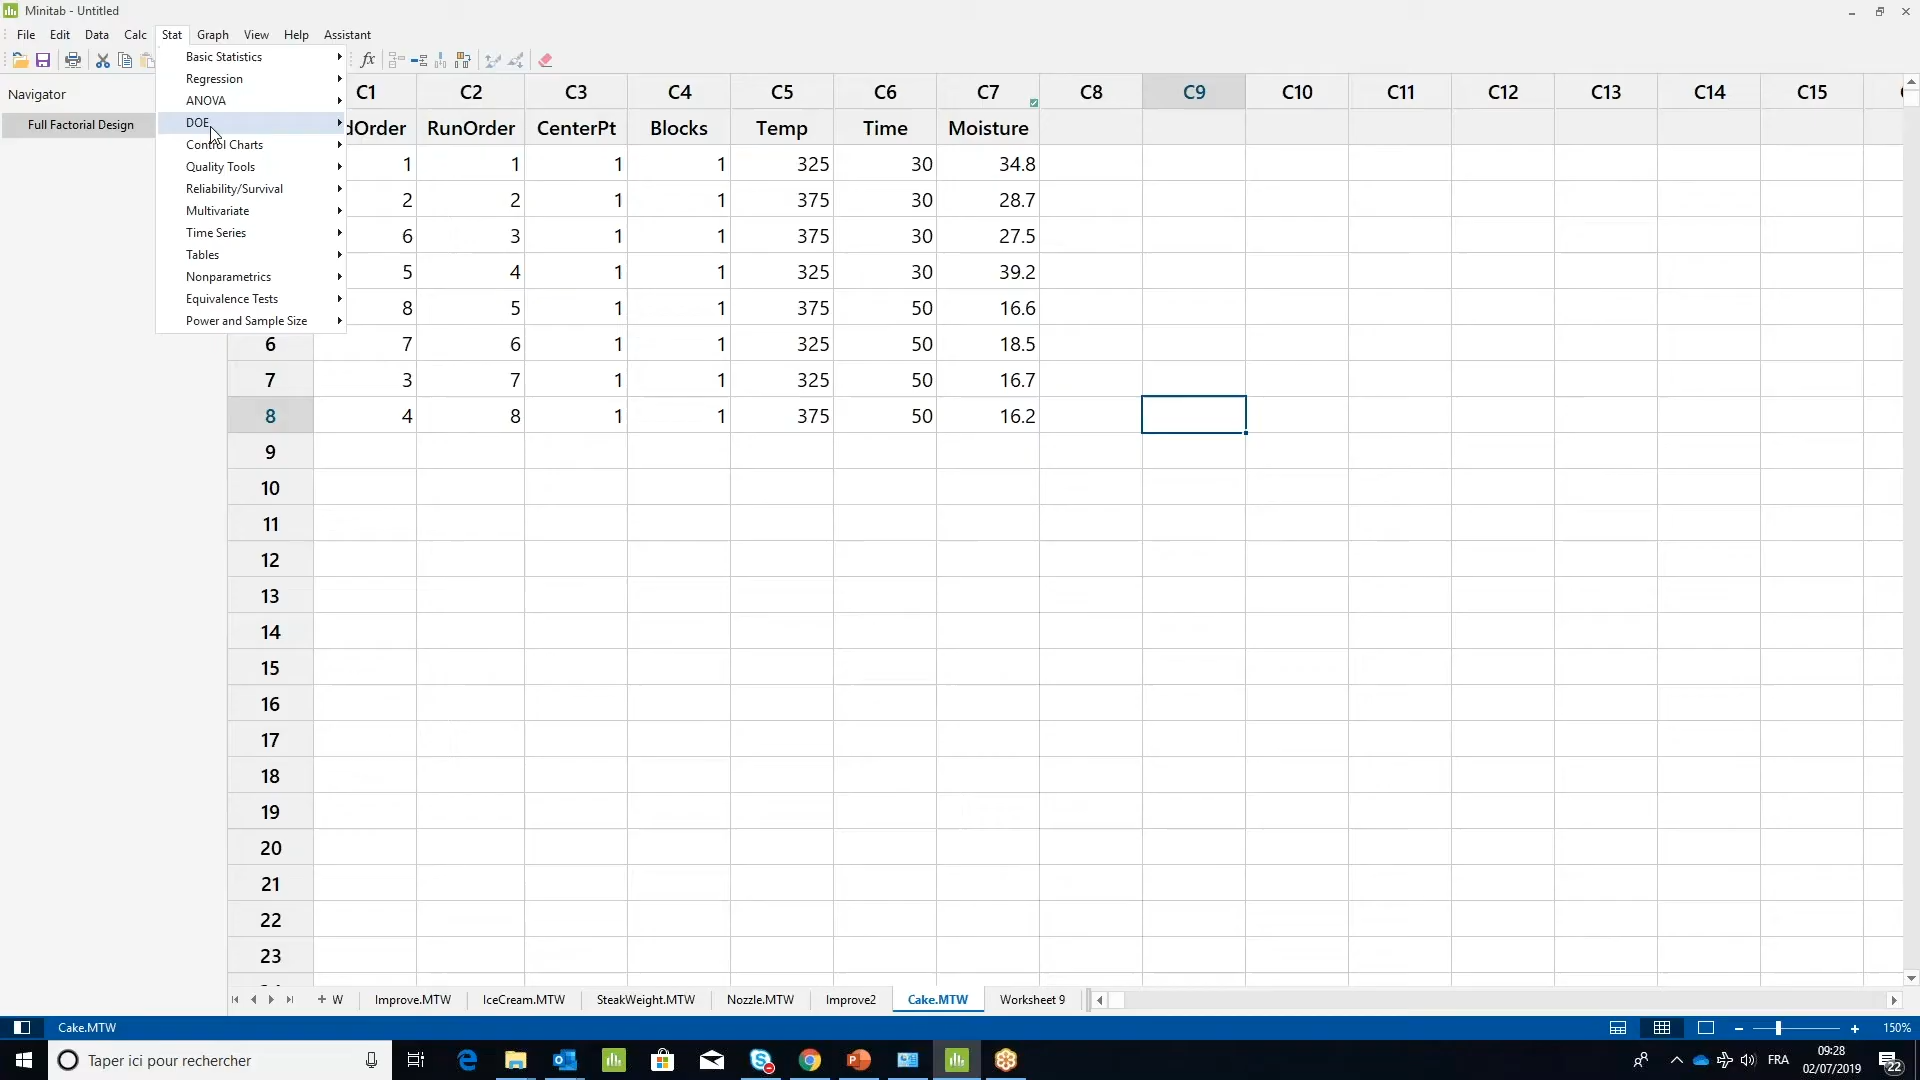 Minitab - Untitled
File Edit Data Calc Stat Graph View Help Assistant
fx
Navigator
Full Factorial Design
Basic Statistics
Regression
ANOVA
DOE
Control Charts
Quality Tools
Reliability/Survival
Multivariate
Time Series
Tables
Nonparametrics
Equivalence Tests
Power and Sample Size
C1 C2 C3 C4 C5 C6 C7 C8 C9 C10 C11 C12 C13 C14 C15
dOrder RunOrder CenterPt Blocks Temp Time Moisture
1 1 1 1 325 30 34.8
2 2 1 1 375 30 28.7
6 3 1 1 375 30 27.5
5 4 1 1 325 30 39.2
8 5 1 1 375 50 16.6
6 7 6 1 1 325 50 18.5
7 3 7 1 1 325 50 16.7
8 4 8 1 1 375 50 16.2
9
10
11
12
13
14
15
16
17
18
19
20
21
22
23
+ W Improve.MTW IceCream.MTW SteakWeight.MTW Nozzle.MTW Improve2 Cake.MTW Worksheet 9
Cake.MTW
150%
Taper ici pour rechercher
FRA
09:28
02/07/2019
22